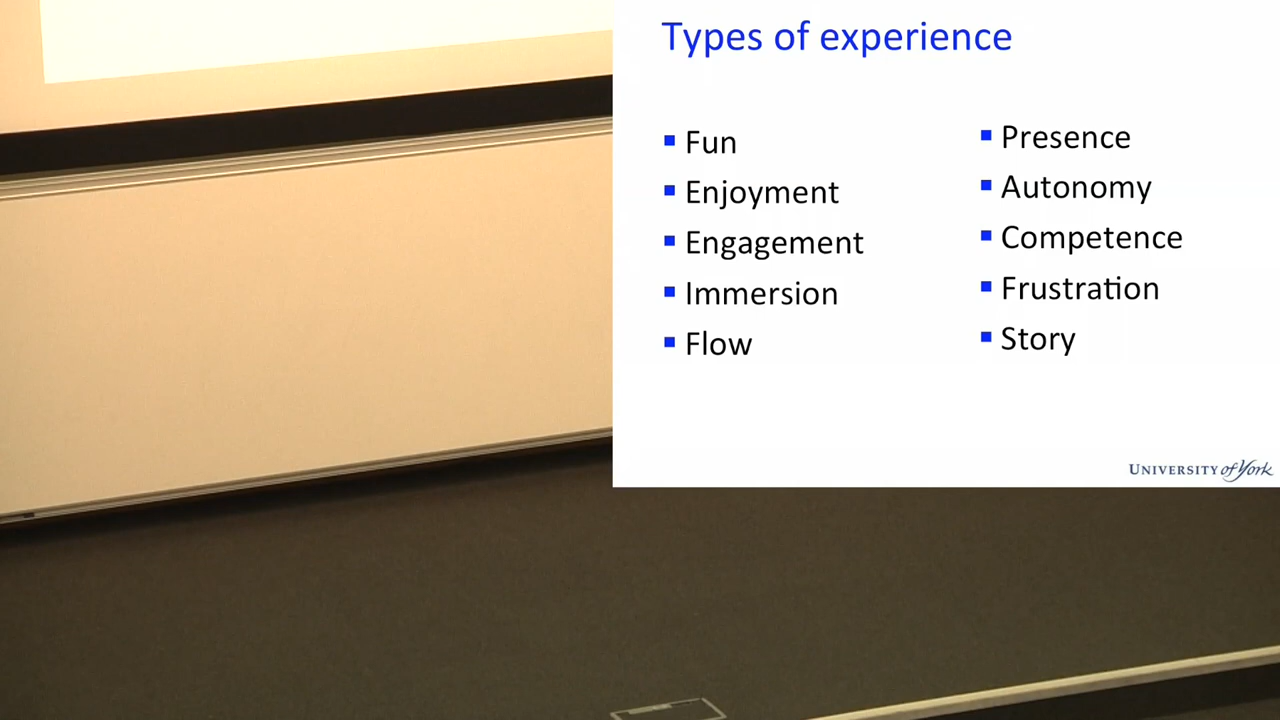 Types of experience
Fun
Enjoyment
Engagement
Immersion
Flow
Presence
Autonomy
Competence
Frustration
Story
UNIVERSITY of York